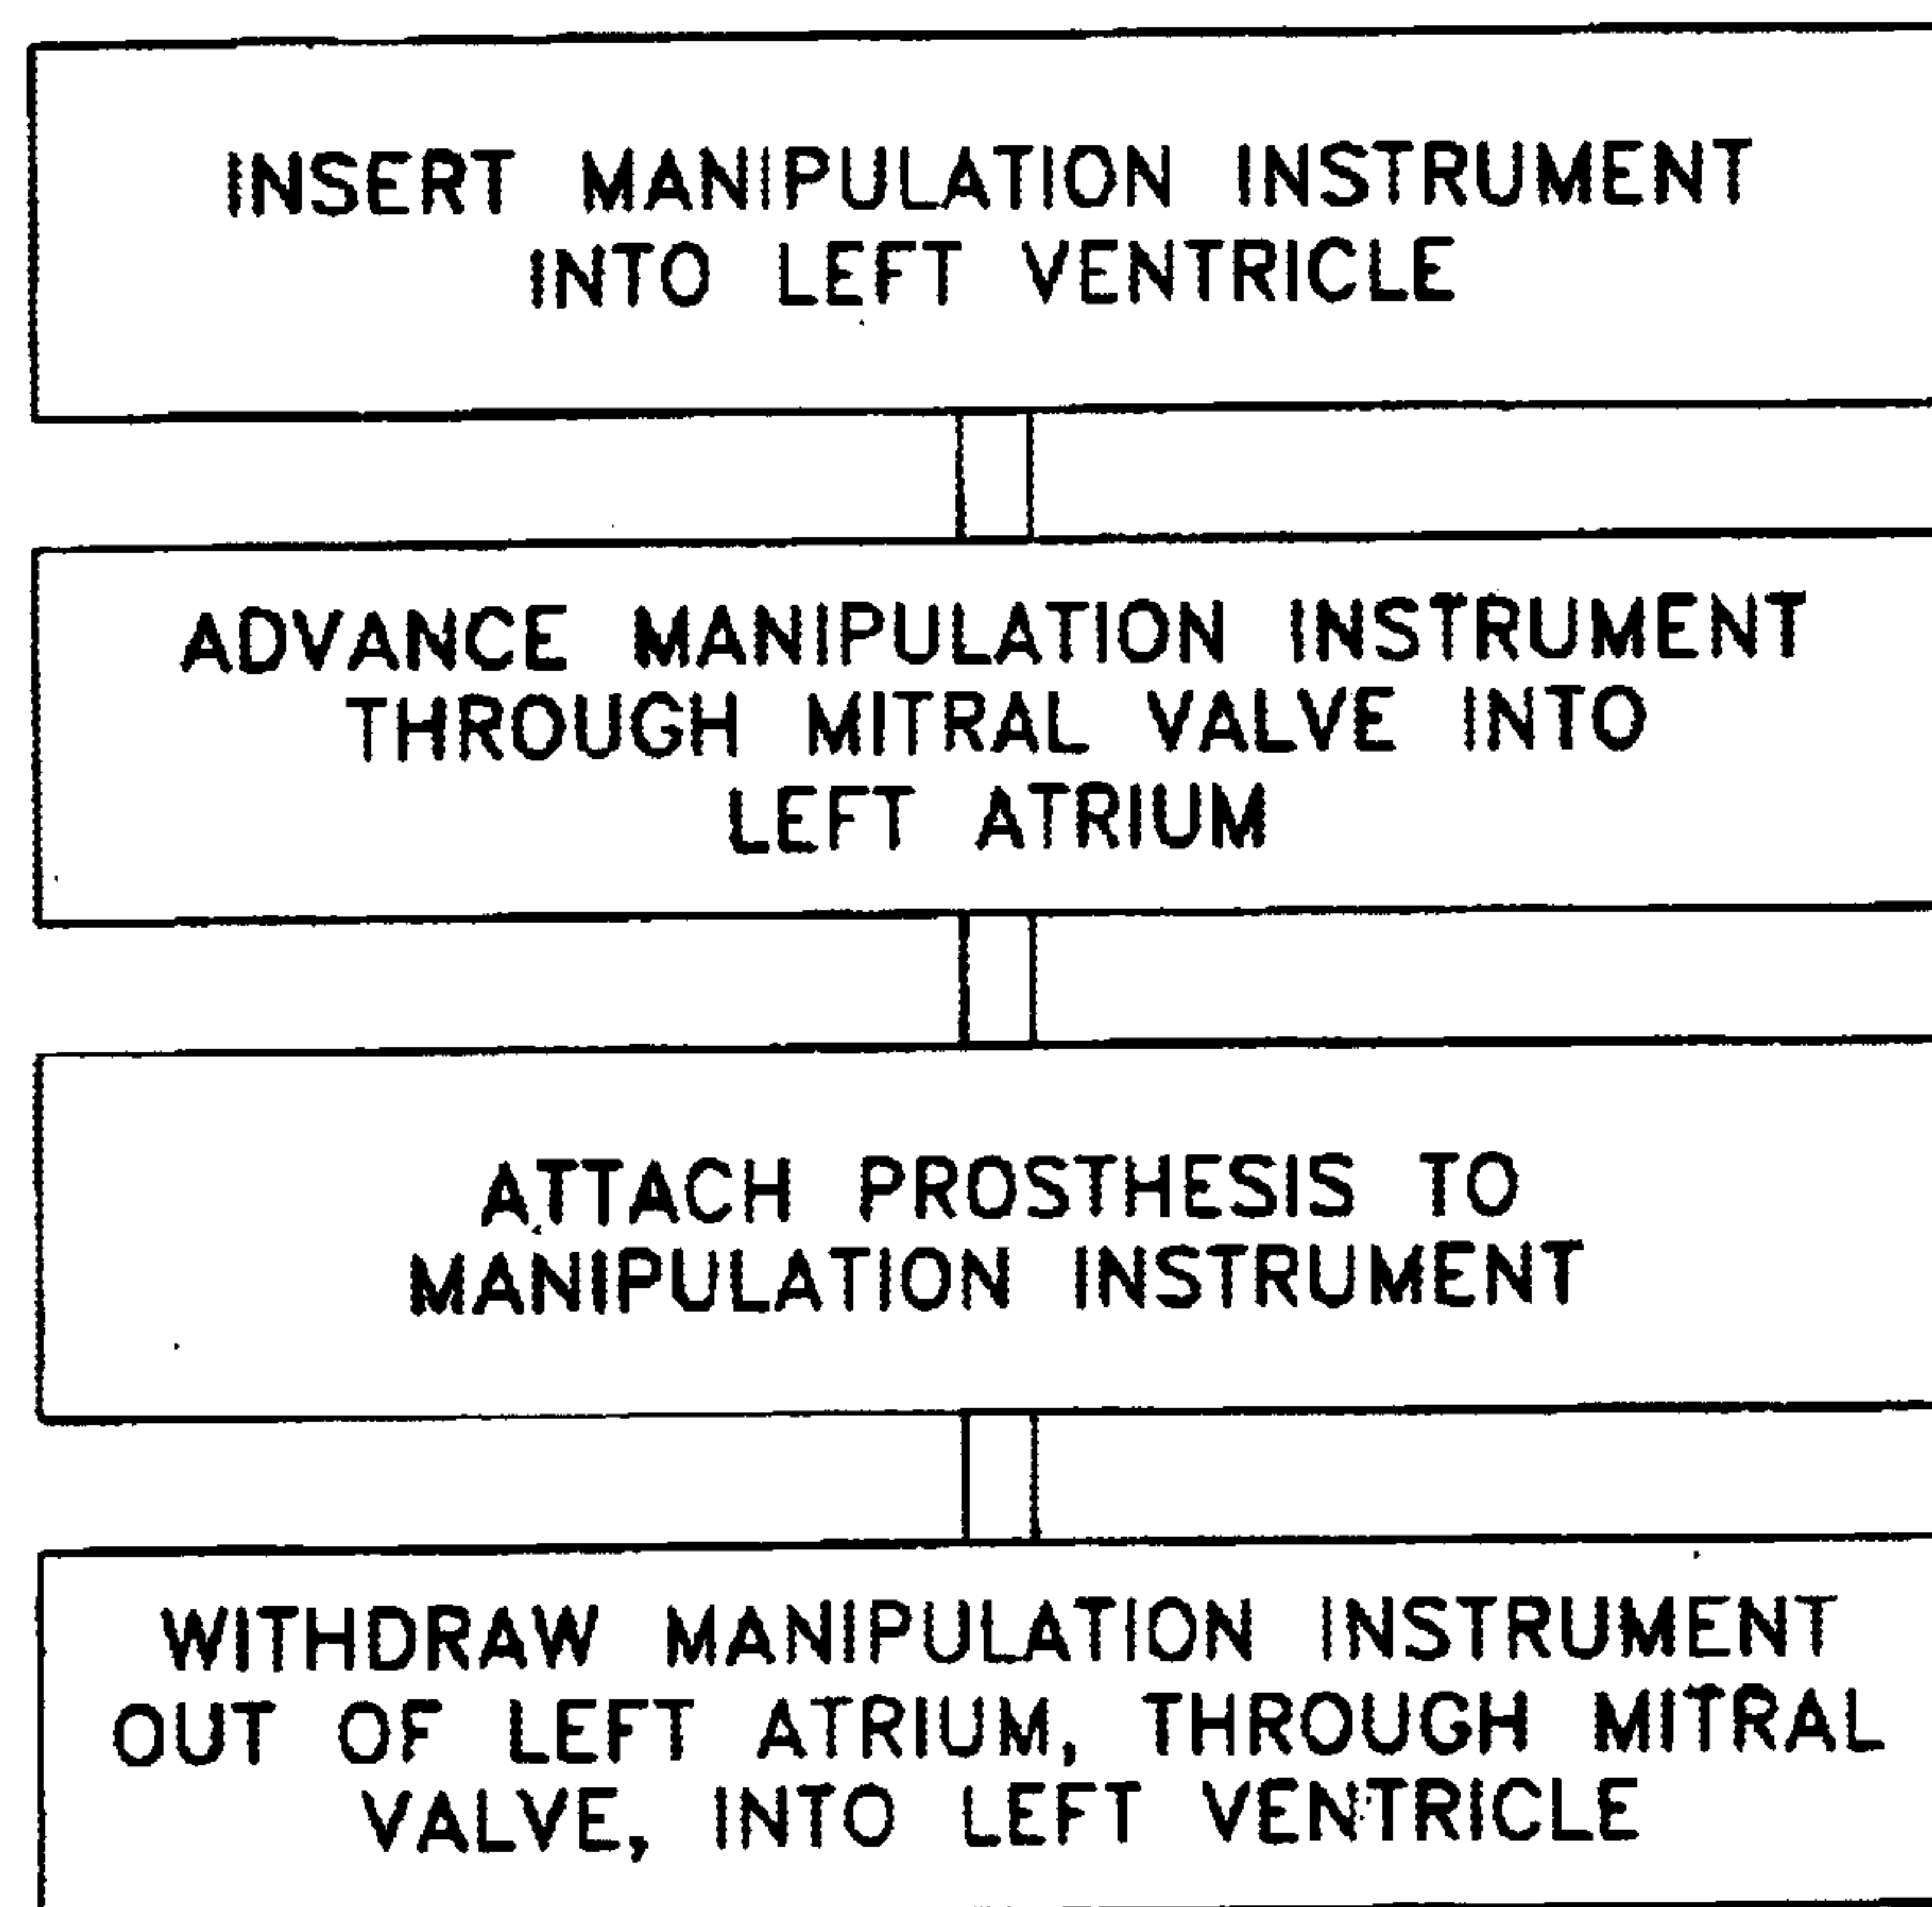 INSERT MANIPULATION INSTRUMENT
INTO LEFT VENTRICLE
ADVANCE MANIPULATION INSTRUMENT
THROUGH MITRAL VALVE INTO
LEFT ATRIUM
ATTACH PROSTHESIS TO
MANIPULATION INSTRUMENT
WITHDRAW MANIPULATION INSTRUMENT
OUT OF LEFT ATRIUM, THROUGH MITRAL
VALVE, INTO LEFT VENTRICLE